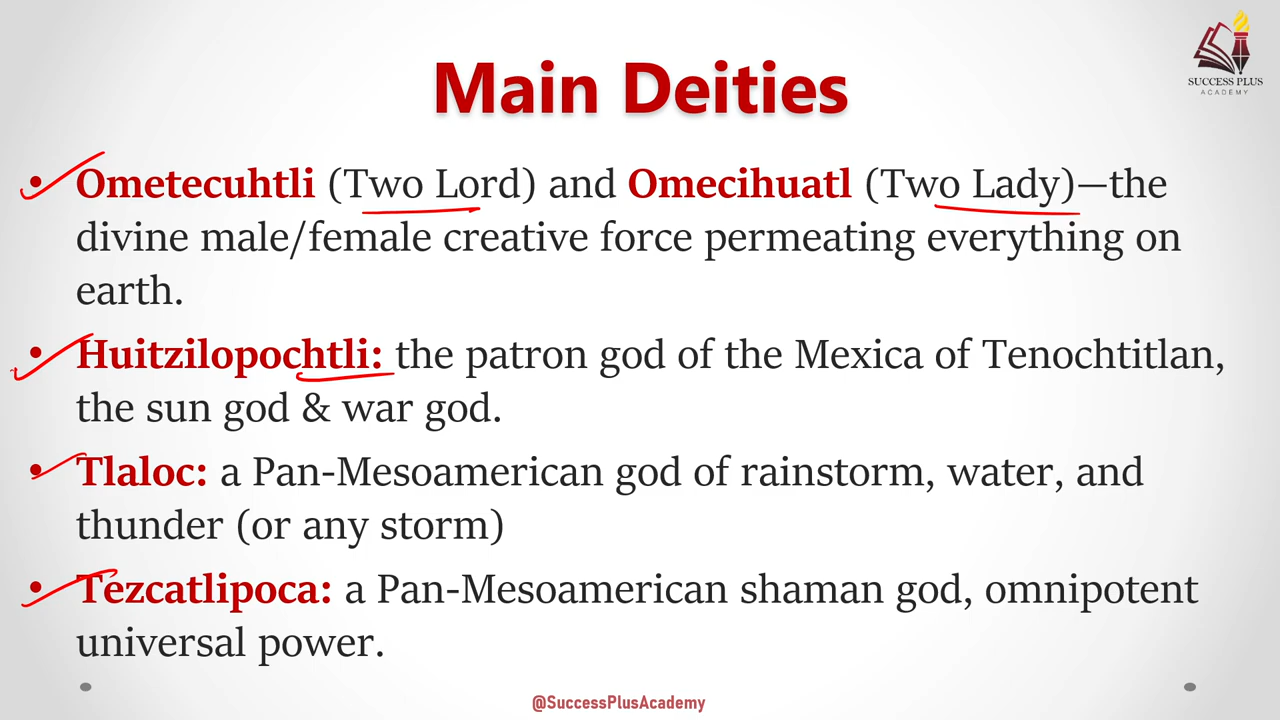 SUCCESS PLUS
ACADEMY
Main Deities
• Ometecuhtli (Two Lord) and Omecihuatl (Two Lady)—the
divine male/female creative force permeating everything on
earth.
• Huitzilopochtli: the patron god of the Mexica of Tenochtitlan,
the sun god & war god.
• Tlaloc: a Pan-Mesoamerican god of rainstorm, water, and
thunder (or any storm)
• Tezcatlipoca: a Pan-Mesoamerican shaman god, omnipotent
universal power.
@SuccessPlusAcademy